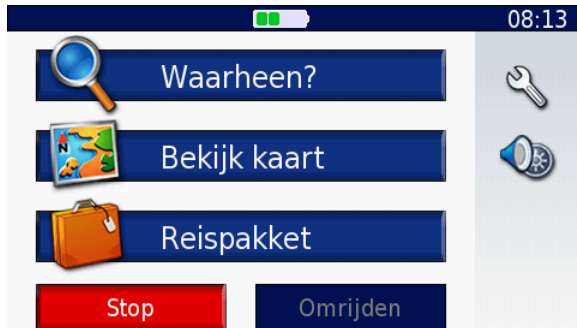 08:13
Waarheen?
N
Bekijk kaart
Reispakket
Stop
Omrijden